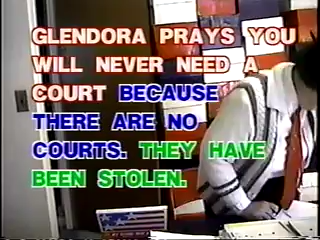 GLENDORA PRAYS YOU
WILL NEVER NEED A
COURT BECAUSE
THERE ARE NO
COURTS. THEY HAVE
BEEN STOLEN.